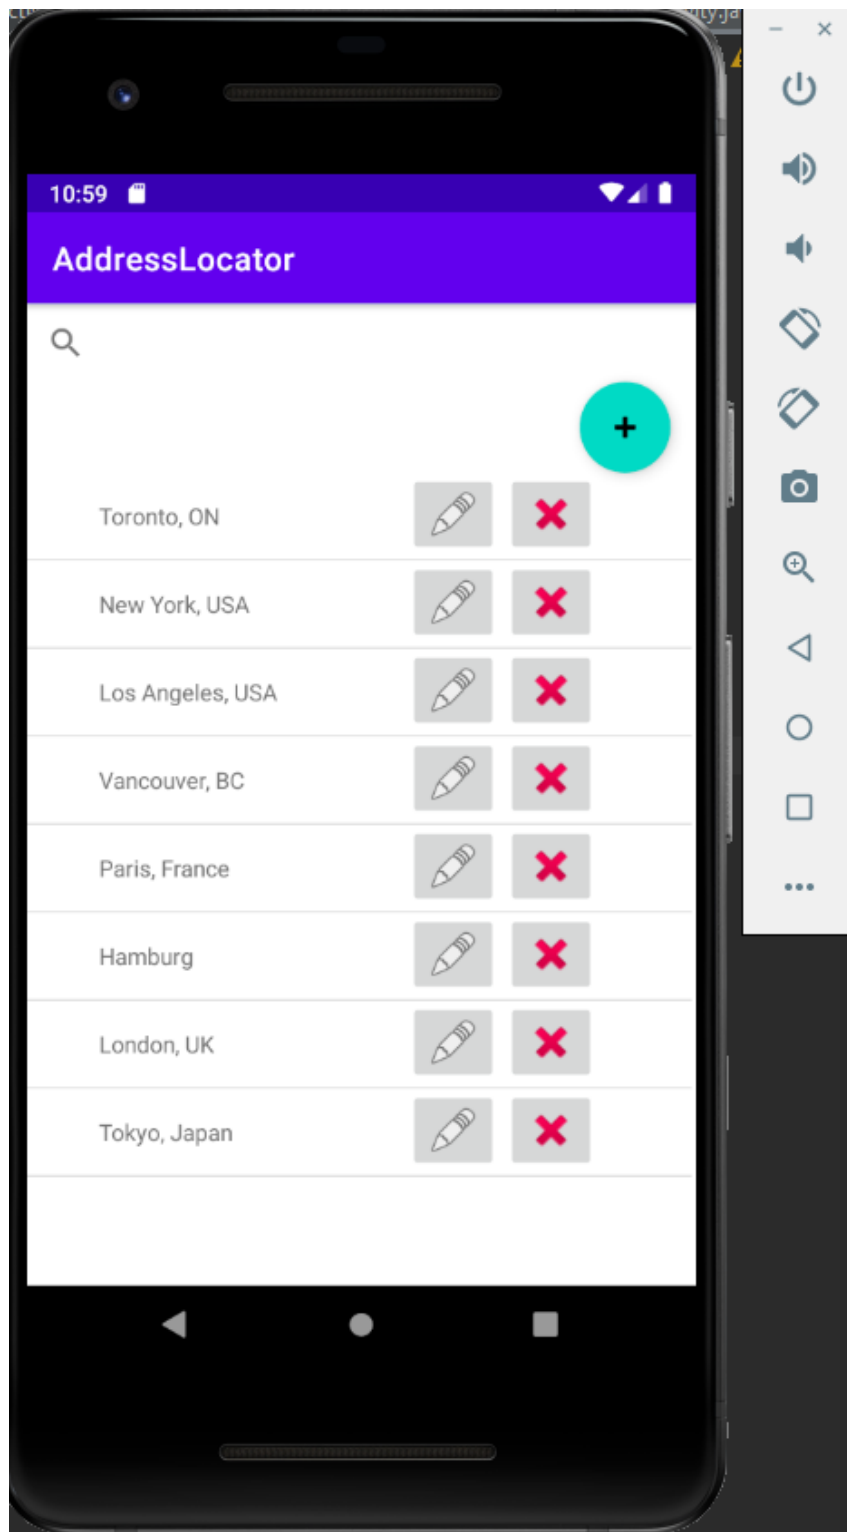 10:59
AddressLocator
Toronto, ON
New York, USA
Los Angeles, USA
Vancouver, BC
Paris, France
Hamburg
London, UK
Tokyo, Japan